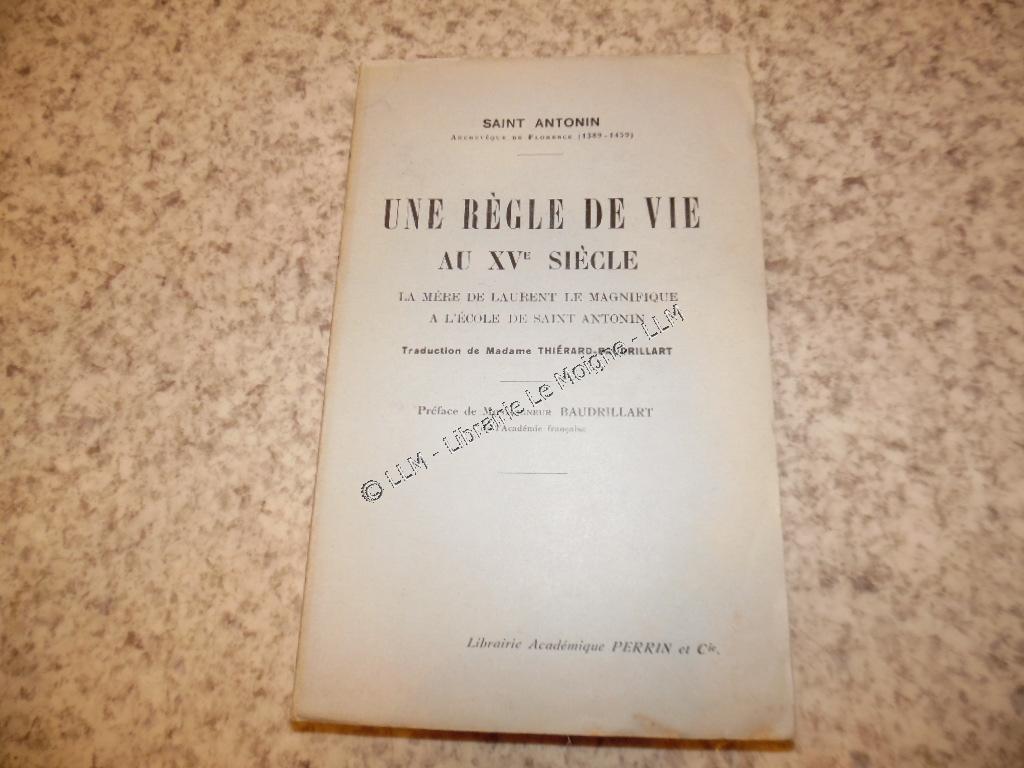 SAINT ANTONIN
ARCHEVÊQUE DE FLORENCE (1389-1459)
UNE RÈGLE DE VIE
AU XVE SIÈCLE
LA MÈRE DE LAURENT LE MAGNIFIQUE
A L'ÉCOLE DE SAINT ANTONIN
Traduction de Madame THIÉRARD-BAUDRILLART
Préface de MONSEIGNEUR BAUDRILLART
de l'Académie française
© LLM - Librairie Le Moigne - LLM
Librairie Académique PERRIN et Cie.